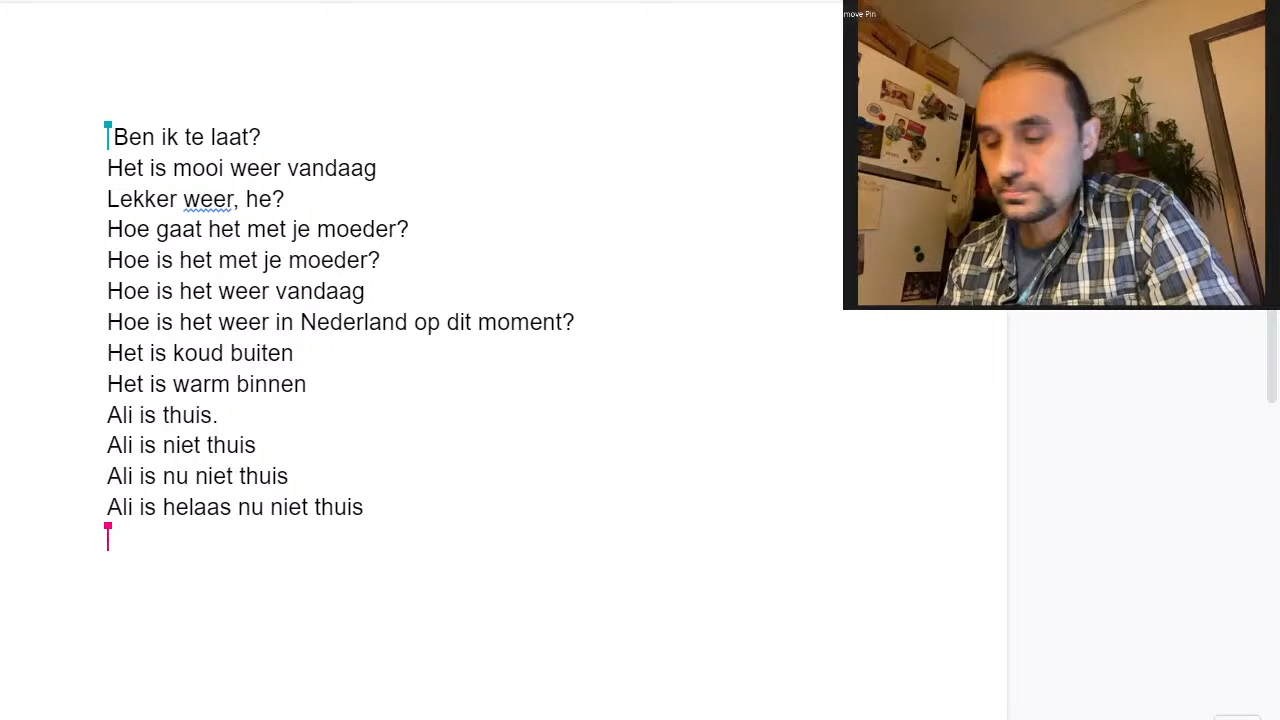 move Pin
Ben ik te laat?
Het is mooi weer vandaag
Lekker weer, he?
Hoe gaat het met je moeder?
Hoe is het met je moeder?
Hoe is het weer vandaag
Hoe is het weer in Nederland op dit moment?
Het is koud buiten
Het is warm binnen
Ali is thuis.
Ali is niet thuis
Ali is nu niet thuis
Ali is helaas nu niet thuis